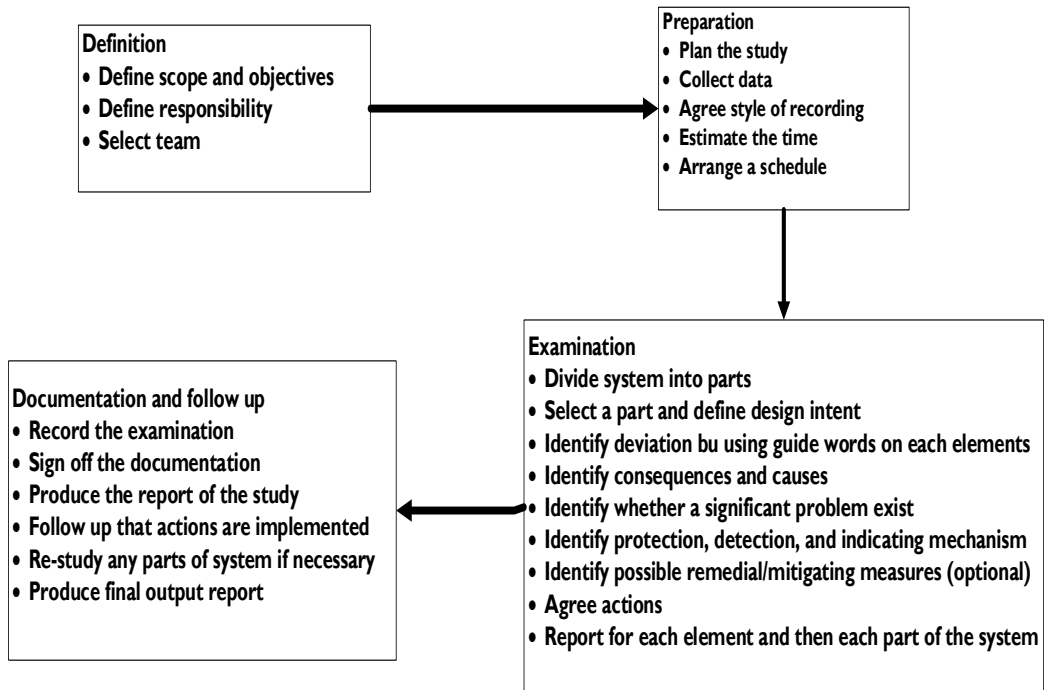 Definition
• Define scope and objectives
• Define responsibility
• Select team
Preparation
• Plan the study
• Collect data
• Agree style of recording
• Estimate the time
• Arrange a schedule
Examination
• Divide system into parts
• Select a part and define design intent
• Identify deviation bu using guide words on each elements
• Identify consequences and causes
• Identify whether a significant problem exist
• Identify protection, detection, and indicating mechanism
• Identify possible remedial/mitigating measures (optional)
• Agree actions
• Report for each element and then each part of the system
Documentation and follow up
• Record the examination
• Sign off the documentation
• Produce the report of the study
• Follow up that actions are implemented
• Re-study any parts of system if necessary
• Produce final output report